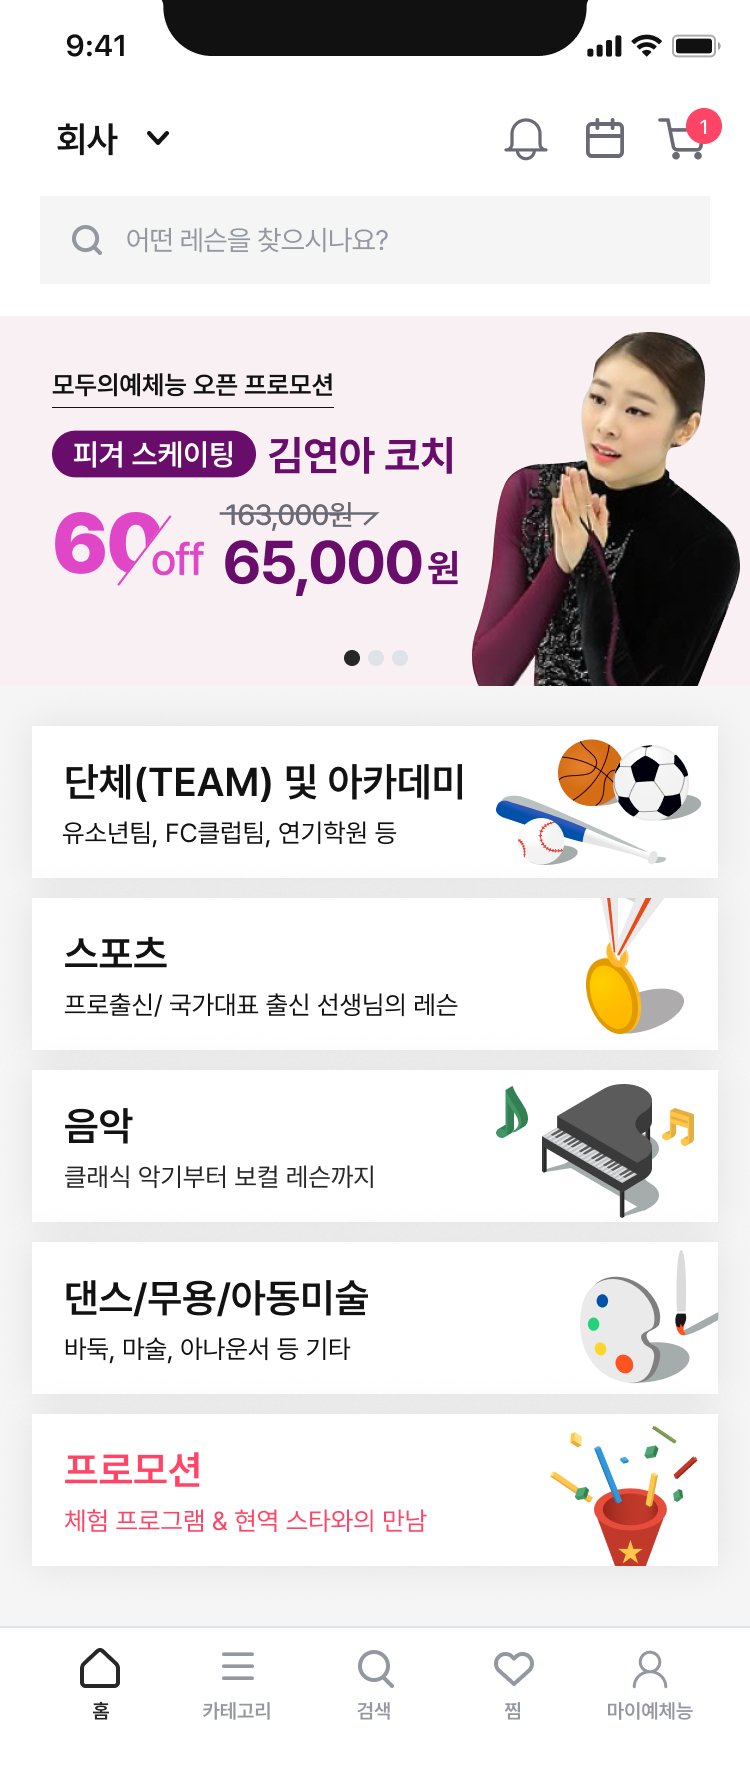 9:41
회사
1
어떤 레슨을 찾으시나요?
모두의예체능 오픈 프로모션
피겨 스케이팅 김연아 코치
60off
163,000원
65,000원
단체(TEAM) 및 아카데미
유소년팀, FC클럽팀, 연기학원 등
스포츠
프로출신/ 국가대표 출신 선생님의 레슨
음악
클래식 악기부터 보컬 레슨까지
댄스/무용/아동미술
바둑, 마술, 아나운서 등 기타
프로모션
체험 프로그램 & 현역 스타와의 만남
홈 카테고리 검색 찜 마이예체능